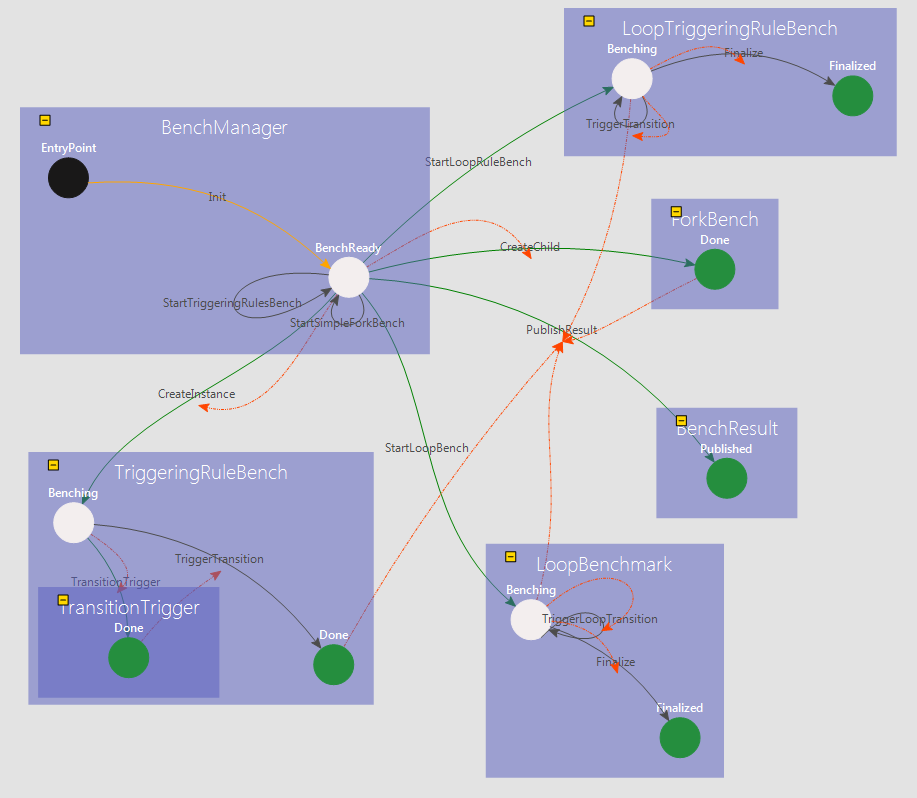 LoopTriggeringRuleBench
Benching
Finalize
Finalized
TriggerTransition
BenchManager
EntryPoint
StartLoopRuleBench
Init
ForkBench
Done
BenchReady
CreateChild
StartTriggeringRulesBench
StartSimpleForkBench
PublishResult
CreateInstance
BenchResult
Published
StartLoopBench
TriggeringRuleBench
Benching
TriggerTransition
TransitionTrigger
TransitionTrigger
Done
Done
LoopBenchmark
Benching
TriggerLoopTransition
Finalize
Finalized